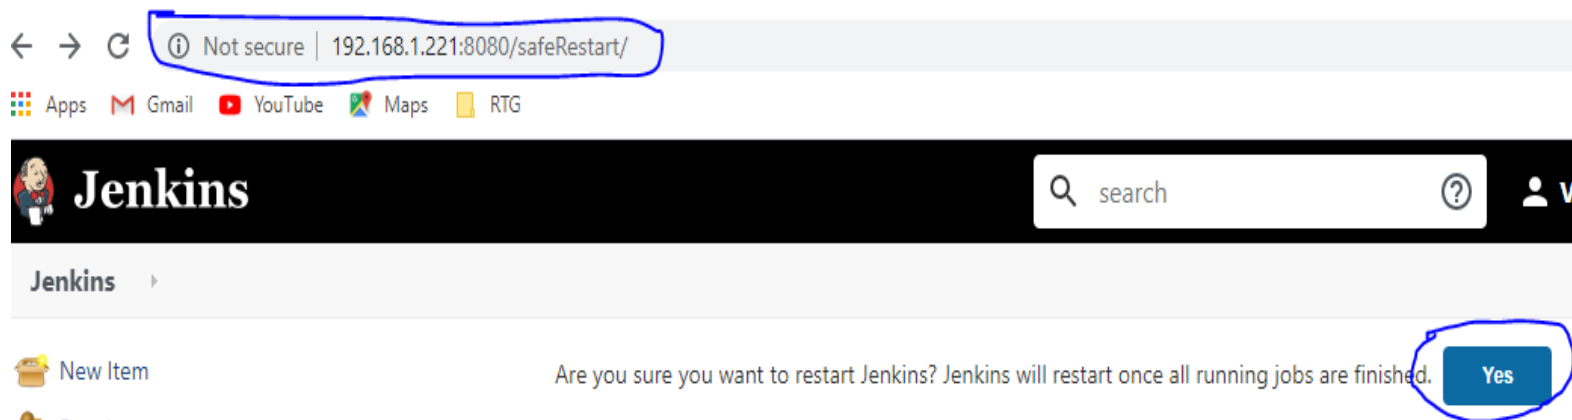 Not secure | 192.168.1.221:8080/safeRestart/
Apps Gmail YouTube Maps RTG
Jenkins search
Jenkins
New Item Are you sure you want to restart Jenkins? Jenkins will restart once all running jobs are finished. Yes